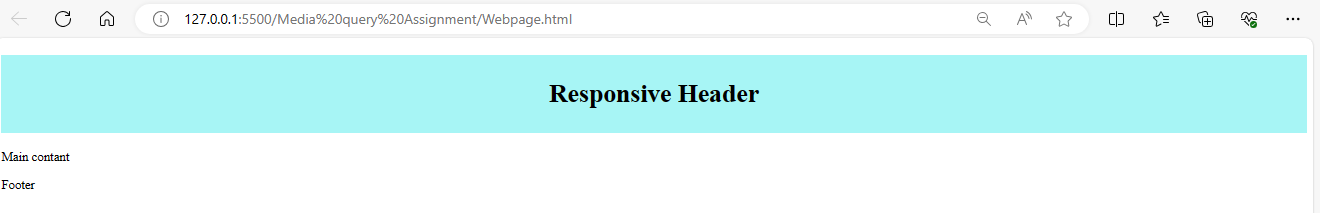 127.0.0.1:5500/Media%20query%20Assignment/Webpage.html
Responsive Header
Main contant
Footer